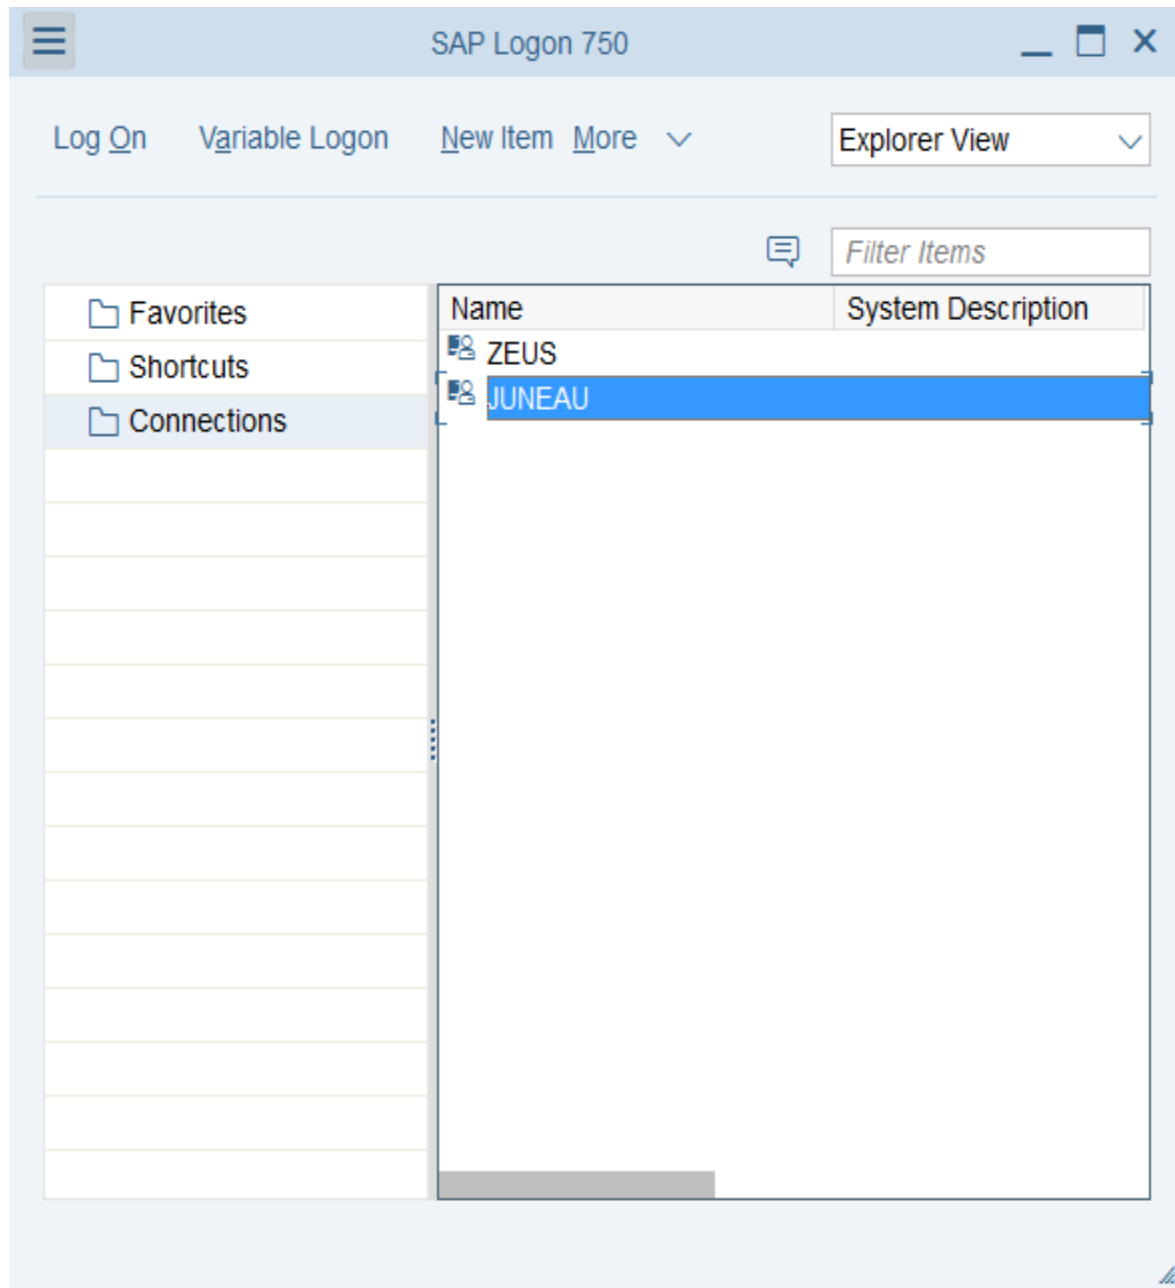 SAP Logon 750
Log On Variable Logon New Item More Explorer View
Filter Items
Favorites
Shortcuts
Connections
Name System Description
ZEUS
JUNEAU